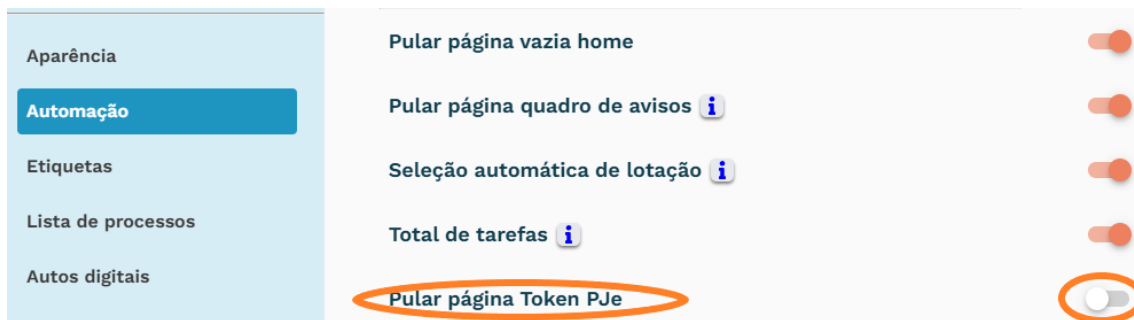 Aparência
Automação
Etiquetas
Lista de processos
Autos digitais
Pular página vazia home
Pular página quadro de avisos i
Seleção automática de lotação i
Total de tarefas i
Pular página Token PJe